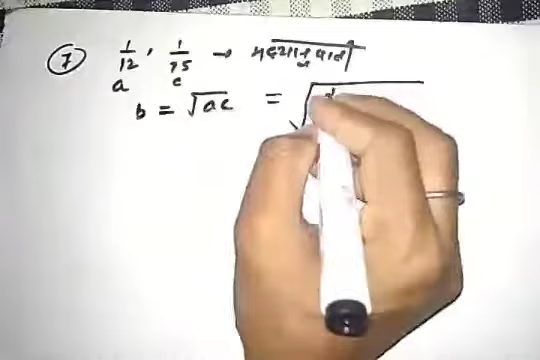 7 1/12 , 1/75 → मध्यानुपाती
a c
b = √ac = √